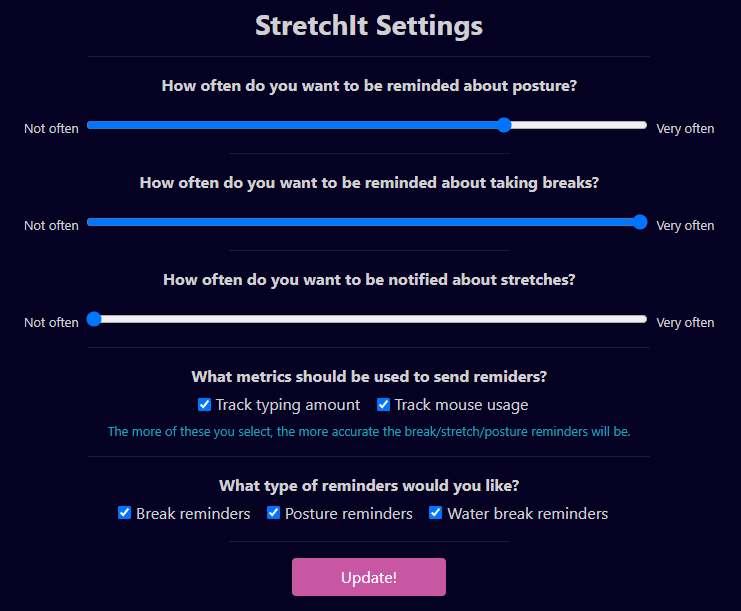 StretchIt Settings
How often do you want to be reminded about posture?
Not often Very often
How often do you want to be reminded about taking breaks?
Not often Very often
How often do you want to be notified about stretches?
Not often Very often
What metrics should be used to send remiders?
Track typing amount Track mouse usage
The more of these you select, the more accurate the break/stretch/posture reminders will be.
What type of reminders would you like?
Break reminders Posture reminders Water break reminders
Update!